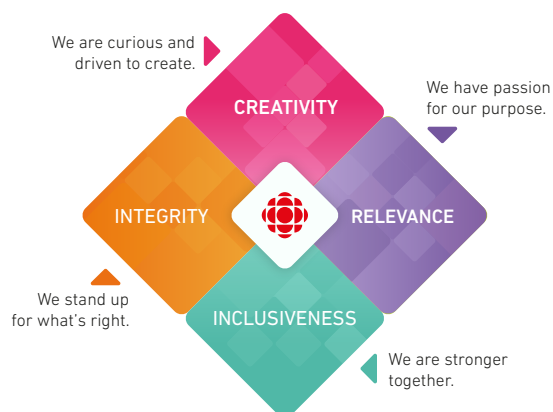 We are curious and
driven to create.
CREATIVITY
We have passion
for our purpose.
INTEGRITY
RELEVANCE
We stand up
for what's right.
INCLUSIVENESS
We are stronger
together.